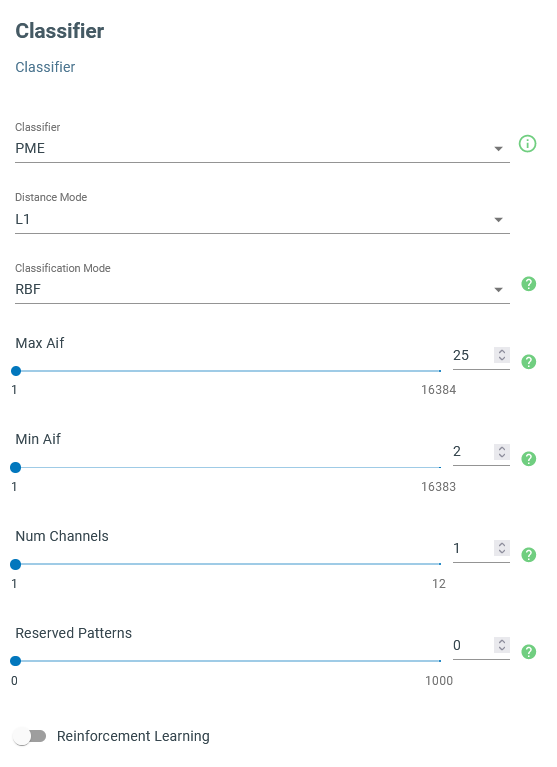 Classifier
Classifier
Classifier
PME
Distance Mode
L1
Classification Mode
RBF
Max Aif
25
1 16384
Min Aif
2
1 16383
Num Channels
1
1 12
Reserved Patterns
0
0 1000
Reinforcement Learning